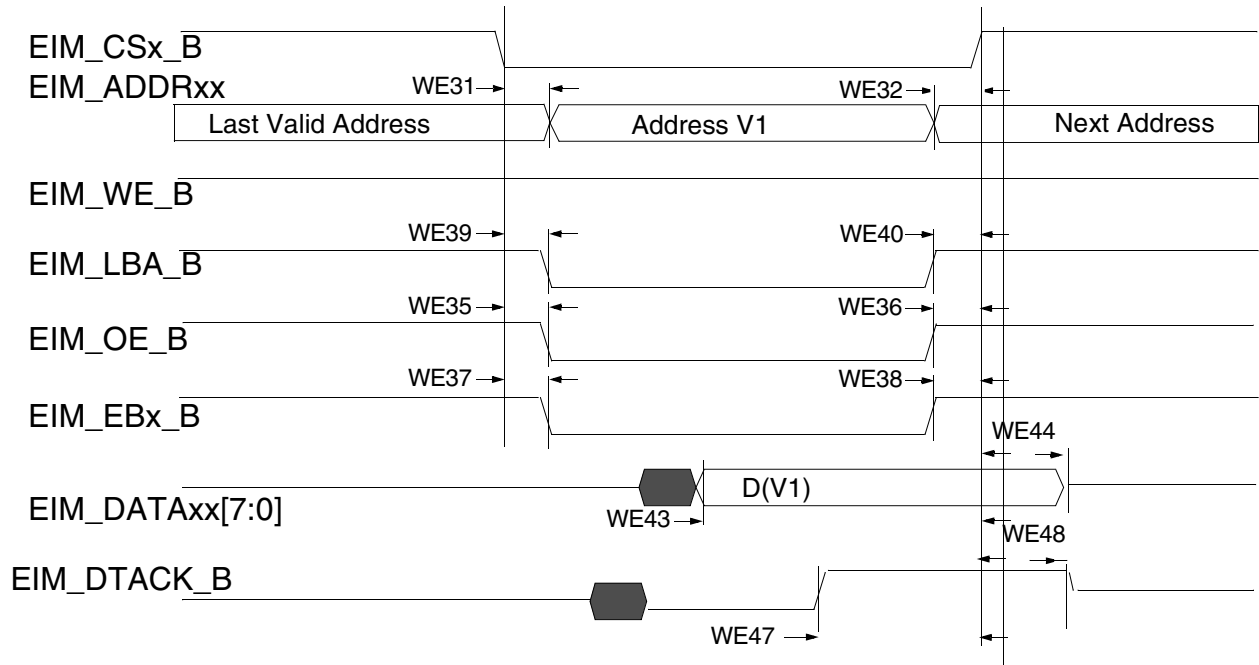 EIM_CSx_B
EIM_ADDRxx
WE31
WE32
Last Valid Address
Address V1
Next Address
EIM_WE_B
WE39
WE40
EIM_LBA_B
WE35
WE36
EIM_OE_B
WE37
WE38
EIM_EBx_B
WE44
D(V1)
EIM_DATAxx[7:0]
WE43
WE48
EIM_DTACK_B
WE47